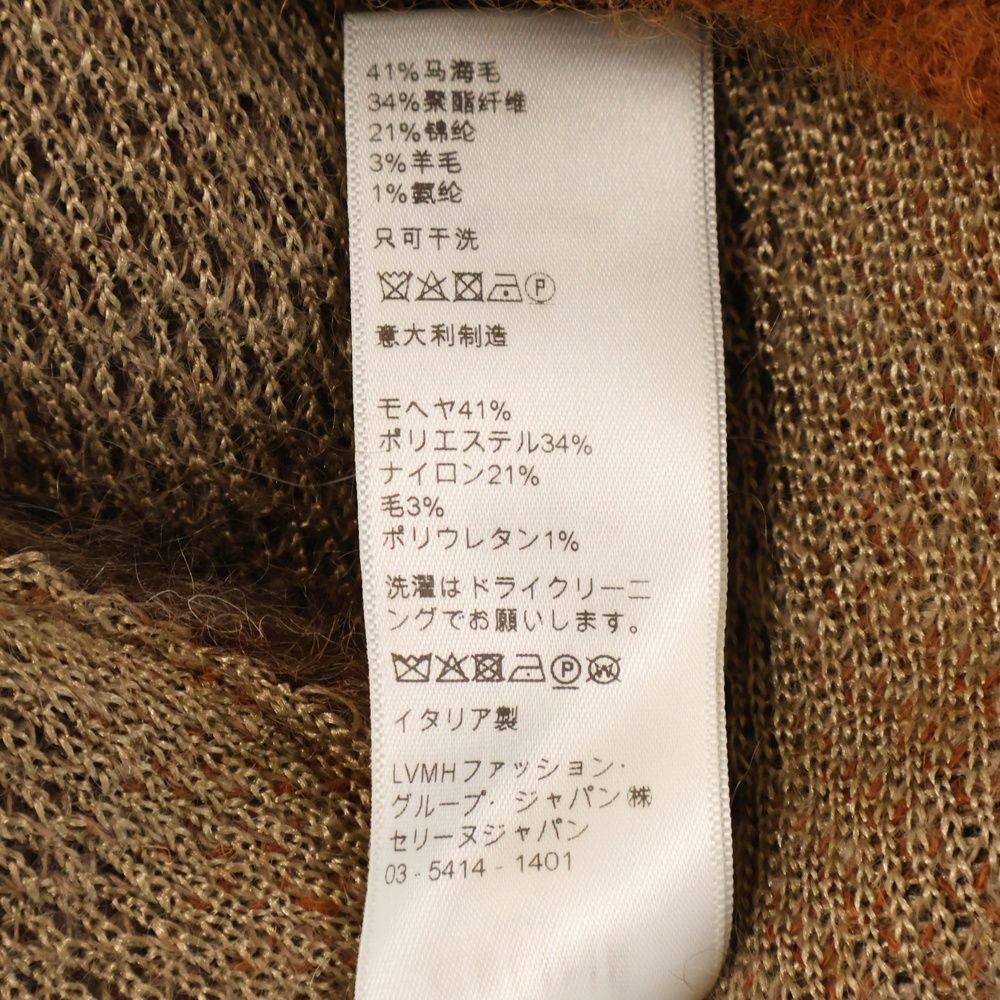 41%马海毛
34%聚酯纤维
21%锦纶
3%羊毛
1%氨纶
只可干洗
P
意大利制造
モヘヤ41%
ポリエステル34%
ナイロン21%
毛3%
ポリウレタン1%
洗濯はドライクリーニ
ングでお願いします。
P W
イタリア製
LVMHファッション·
グループ·ジャパン㈱
セリーヌジャパン
03-5414-1401